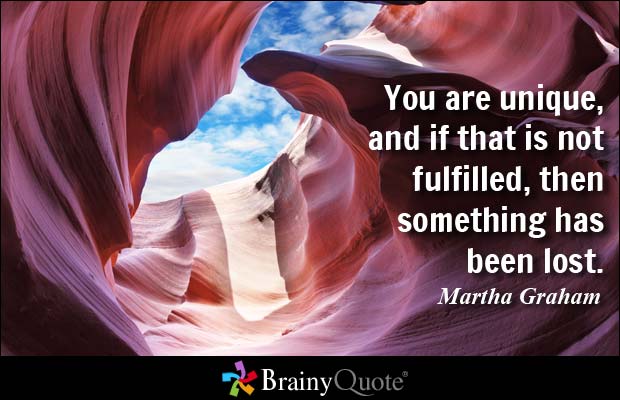 You are unique,
and if that is not
fulfilled, then
something has
been lost.
Martha Graham
BrainyQuote®